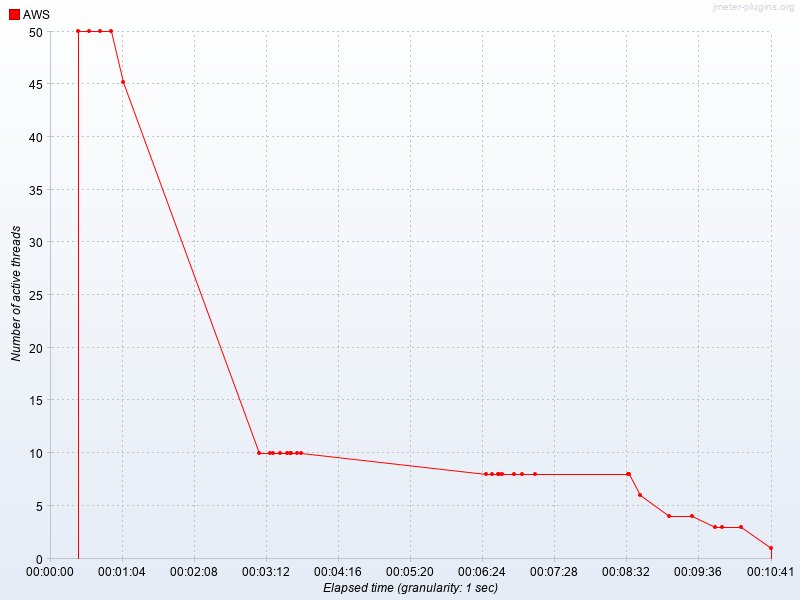 AWS
jmeter-plugins.org
50
45
40
35
30
25
20
15
10
5
0
Number of active threads
00:00:00 00:01:04 00:02:08 00:03:12 00:04:16 00:05:20 00:06:24 00:07:28 00:08:32 00:09:36 00:10:41
Elapsed time (granularity: 1 sec)